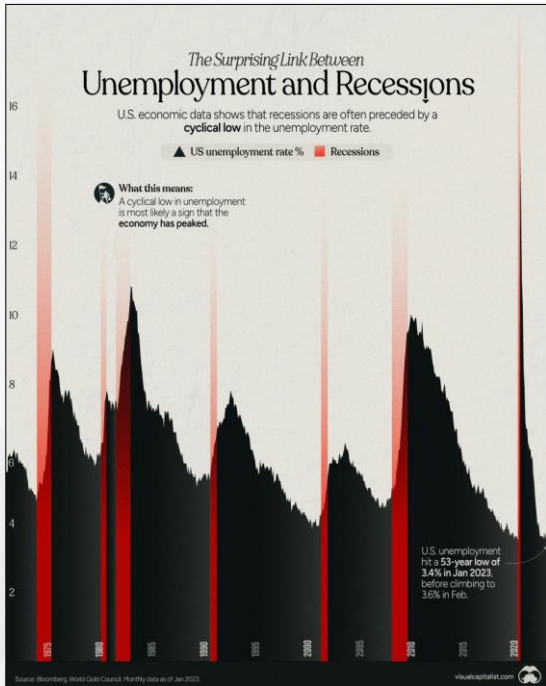 The Surprising Link Between
Unemployment and Recessions
U.S. economic data shows that recessions are often preceded by a
cyclical low in the unemployment rate.
US unemployment rate %
Recessions
What this means:
A cyclical low in unemployment
is most likely a sign that the
economy has peaked.
16
14
12
10
8
6
4
2
U.S. unemployment
hit a 53-year low of
3.4% in Jan 2023,
before climbing to
3.6% in Feb.
1975
1980
1985
1990
1995
2000
2005
2010
2015
2020
Source: Bloomberg, World Gold Council. Monthly data as of Jan 2023.
visualcapitalist.com